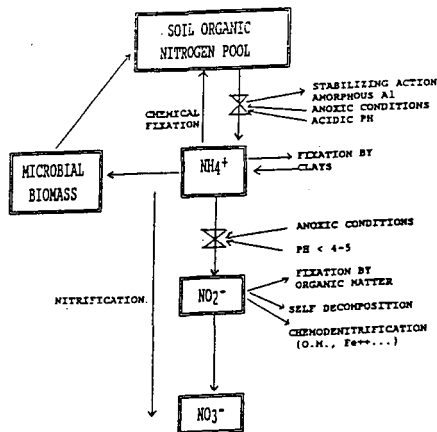 SOIL ORGANIC
NITROGEN POOL
STABILIZING ACTION
AMORPHOUS Al
ANOXIC CONDITIONS
ACIDIC PH
CHEMICAL
FIXATION
MICROBIAL
BIOMASS
NH4+
FIXATION BY
CLAYS
ANOXIC CONDITIONS
PH < 4-5
NITRIFICATION
NO2-
FIXATION BY
ORGANIC MATTER
SELF DECOMPOSITION
CHEMODENITRIFICATION
(O.M., Fe++...)
NO3-